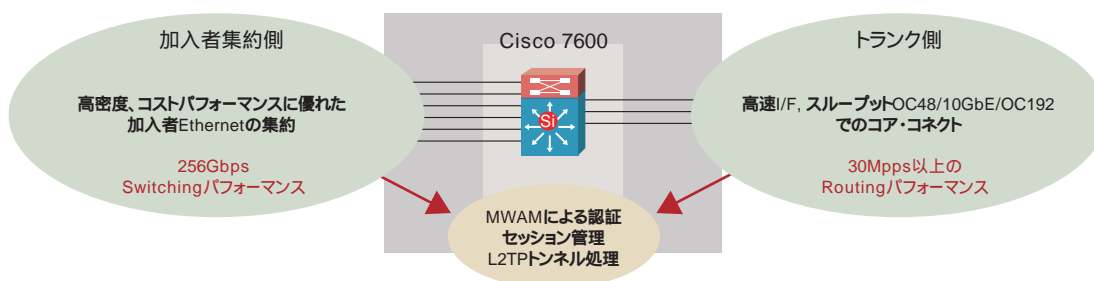 加入者集約側
高密度、コストパフォーマンスに優れた
加入者Ethernetの集約
256Gbps
Switchingパフォーマンス
Cisco 7600
Si
MWAMによる認証
セッション管理
L2TPトンネル処理
トランク側
高速I/F, スループットOC48/10GbE/OC192
でのコア・コネクト
30Mpps以上の
Routingパフォーマンス